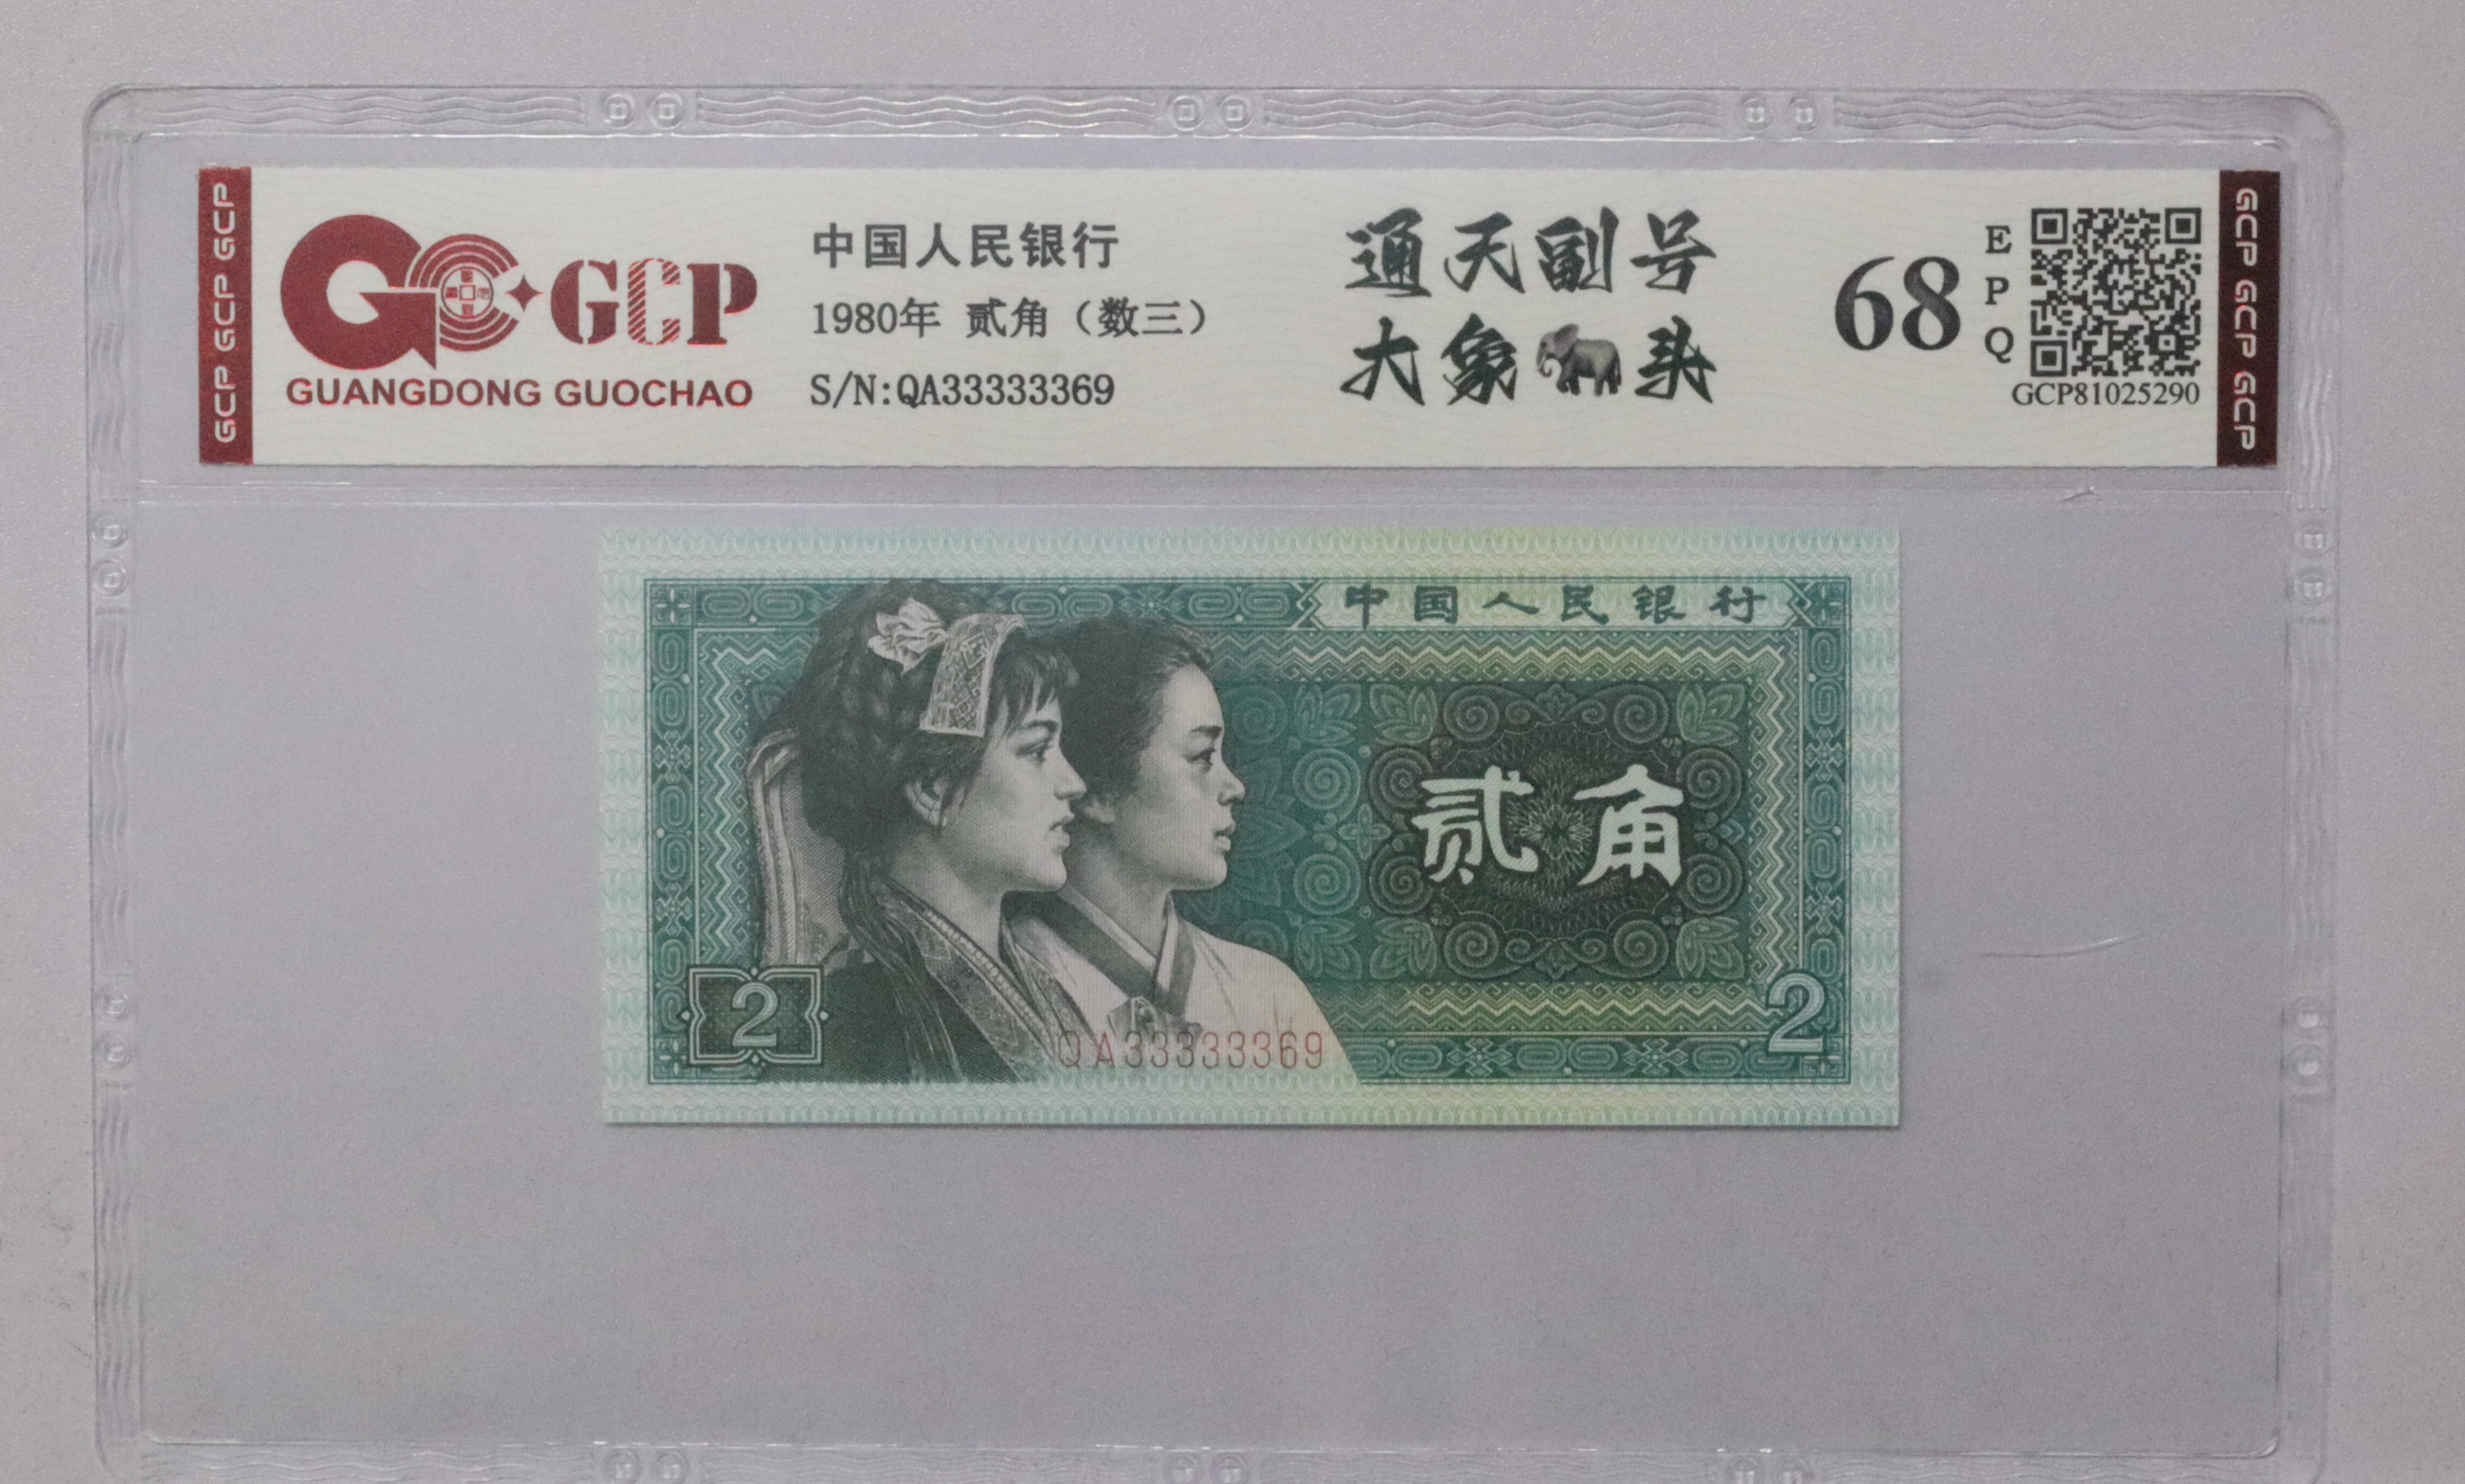 GCP GCP GCP GCP
GCP
GUANGDONG GUOCHAO
中国人民银行
1980年 贰角（数三）
S/N:QA33333369
通天副号
大象头
68
EPQ
GCP81025290
GCP GCP GCP GCP
中国人民银行
贰角
2
QA33333369
2